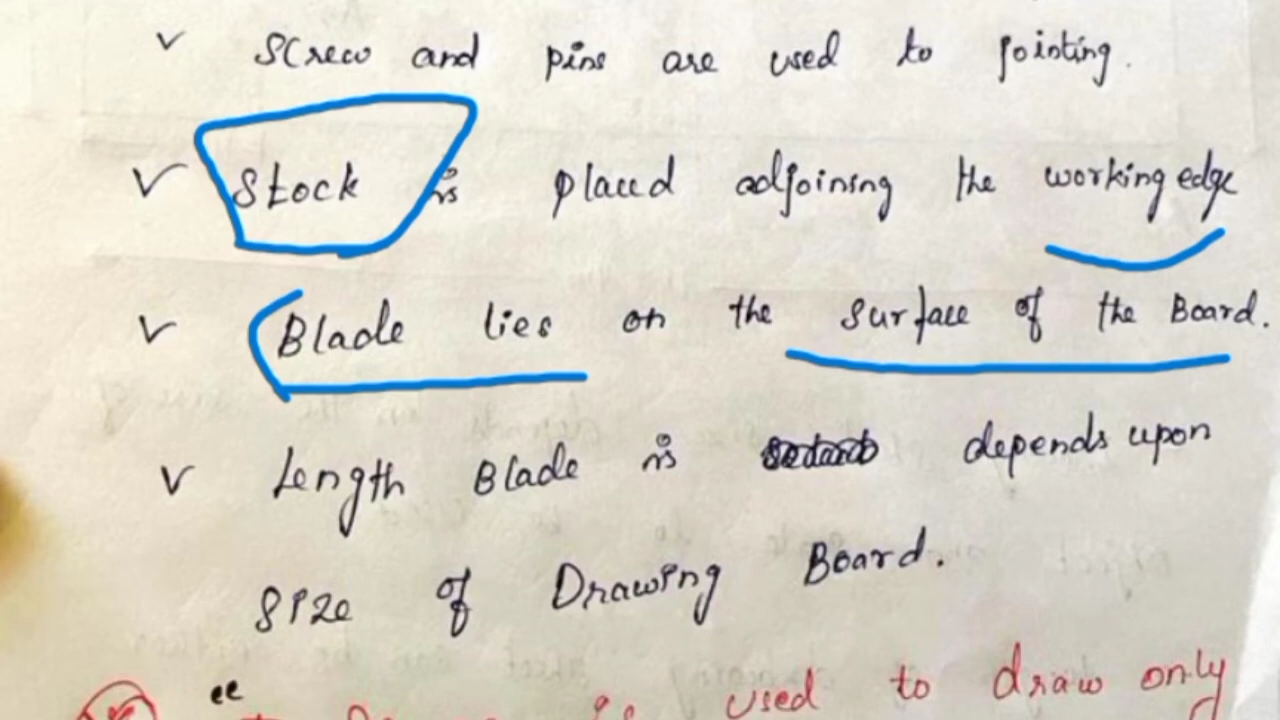 ✓ Screw and pins are used to jointing.
✓ Stock is placed adjoining the working edge
✓ Blade lies on the surface of the Board.
✓ Length Blade is depends upon
size of Drawing Board.
is used to draw only